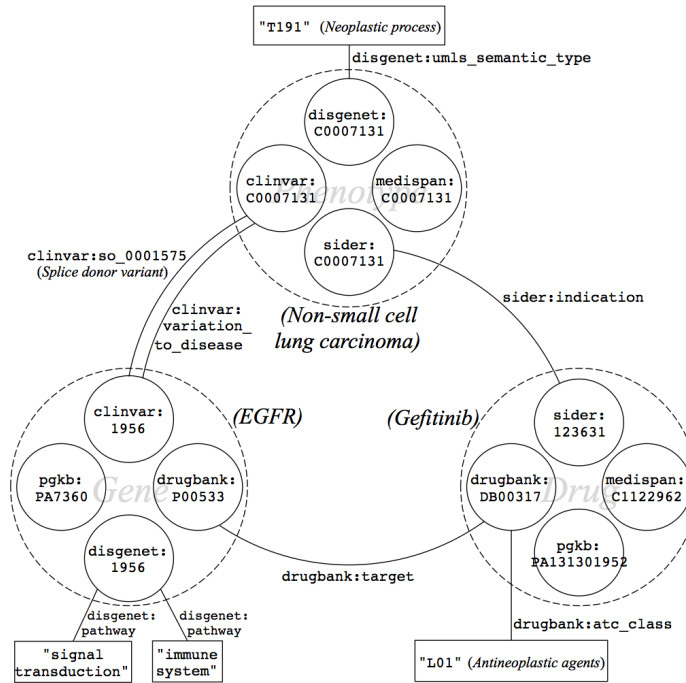 "T191" (Neoplastic process)
disgenet:umls_semantic_type
disgenet:
C0007131
clinvar:
C0007131
Phenotype
medispan:
C0007131
sider:
C0007131
clinvar:so_0001575
(Splice donor variant)
clinvar:
variation_
to_disease
(Non-small cell
lung carcinoma)
sider:indication
(EGFR)
clinvar:
1956
pgkb:
PA7360
Gene
drugbank:
P00533
disgenet:
1956
(Gefitinib)
sider:
123631
drugbank:
DB00317
Drug
medispan:
C1122962
pgkb:
PA131301952
drugbank:target
disgenet:
pathway
disgenet:
pathway
"signal
transduction"
"immune
system"
drugbank:atc_class
"L01" (Antineoplastic agents)